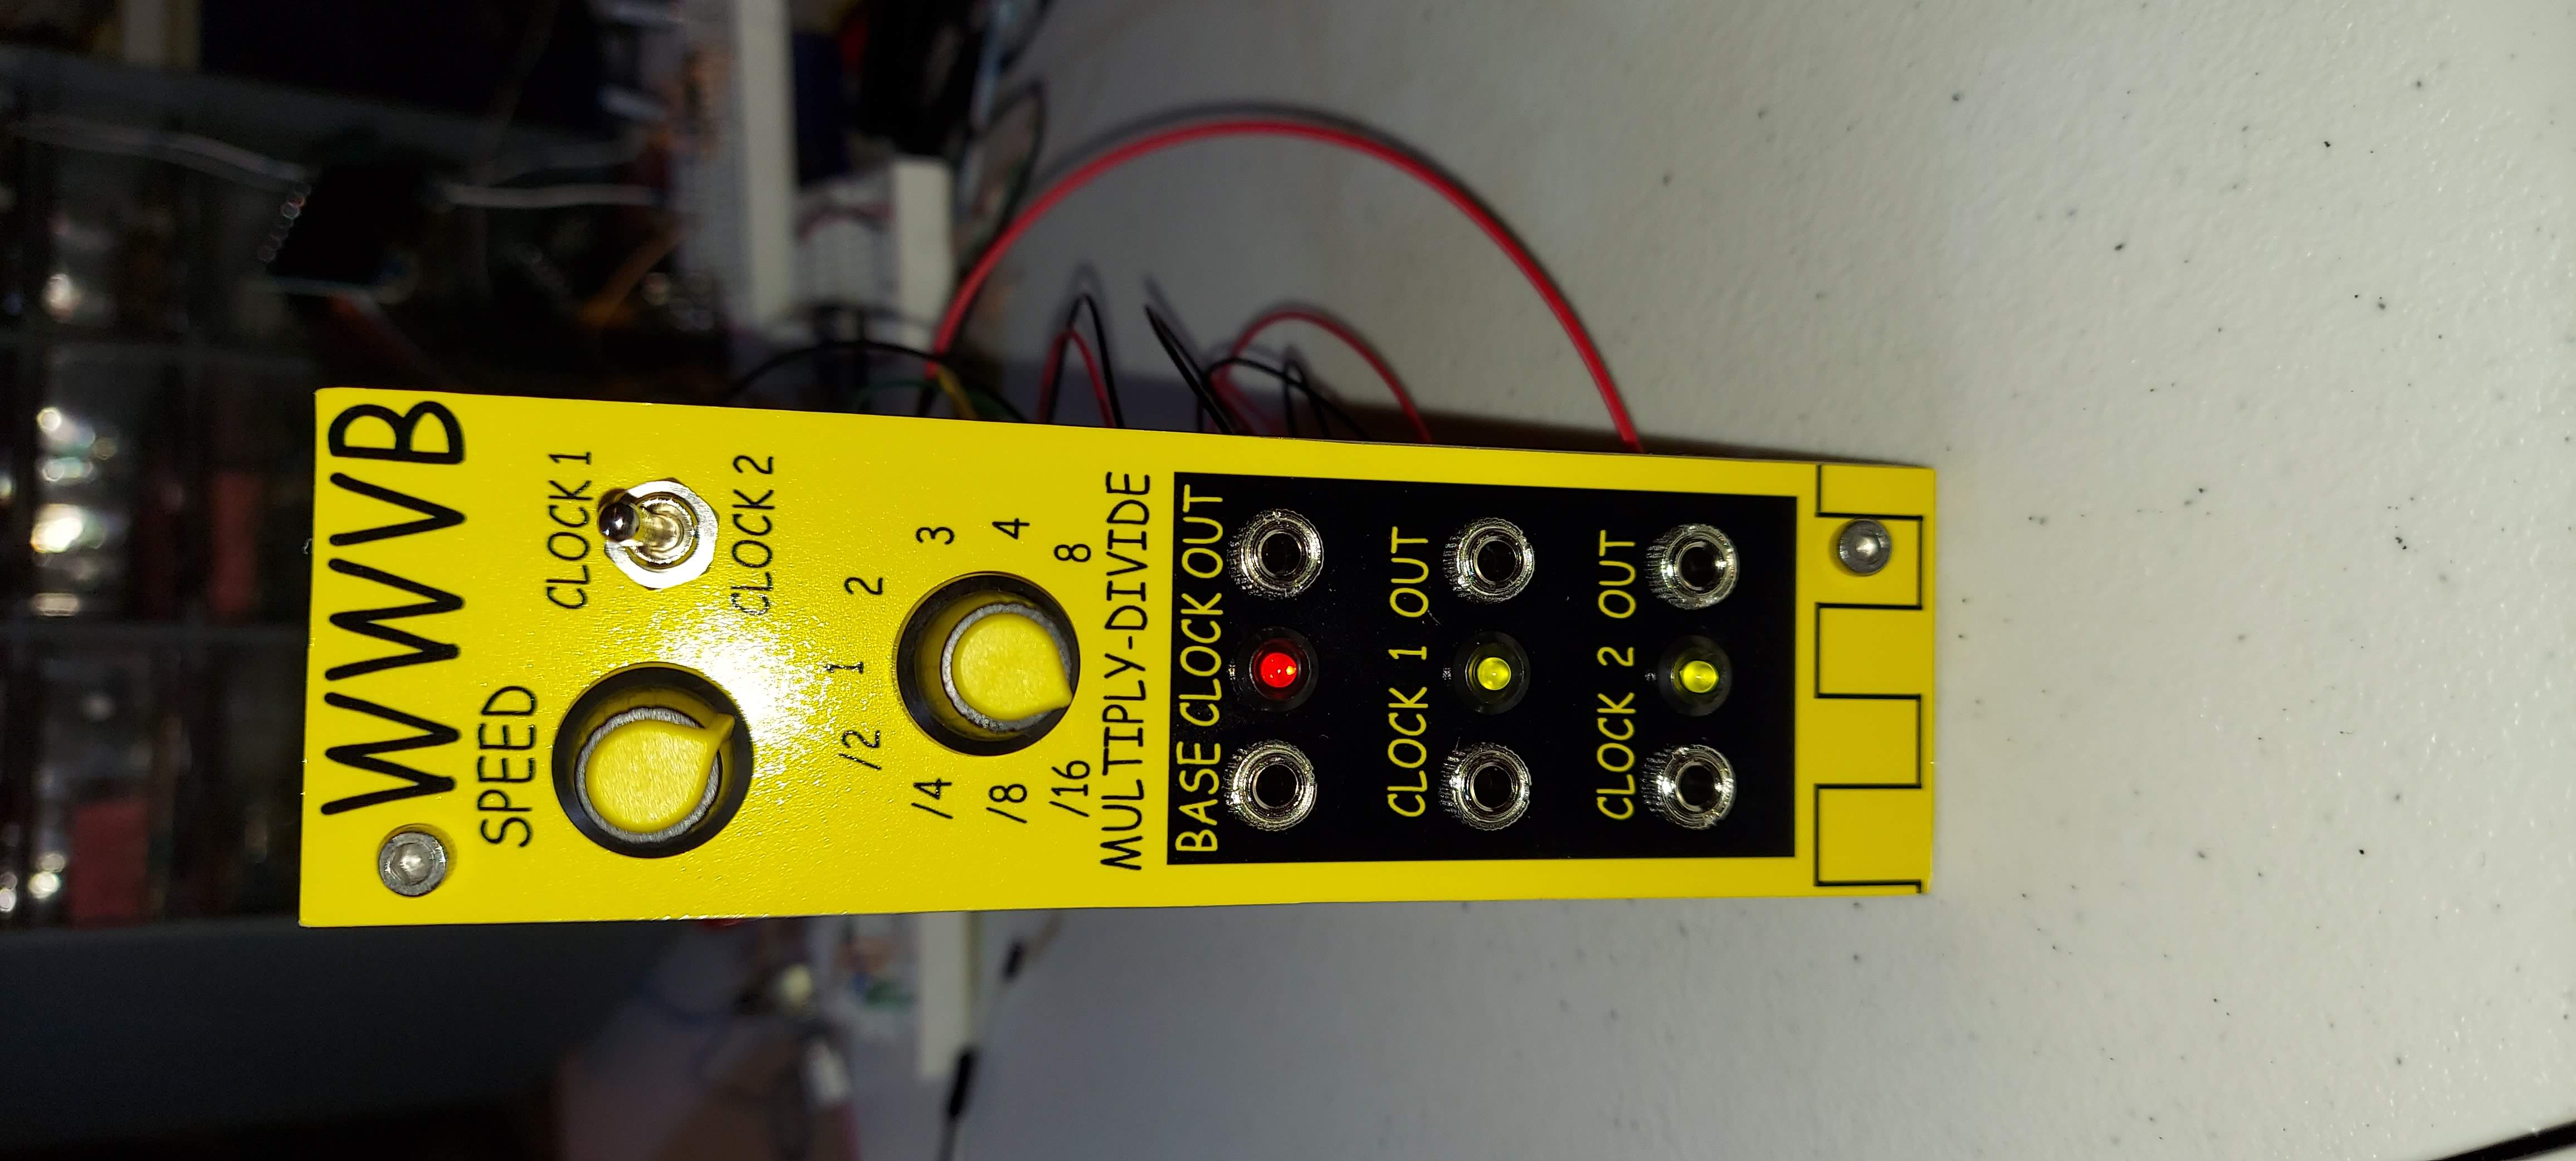 WWVB
SPEED
CLOCK 1
CLOCK 2
/2 1 2
/4 3
/8 4
/16 8
MULTIPLY-DIVIDE
BASE CLOCK OUT
CLOCK 1 OUT
CLOCK 2 OUT